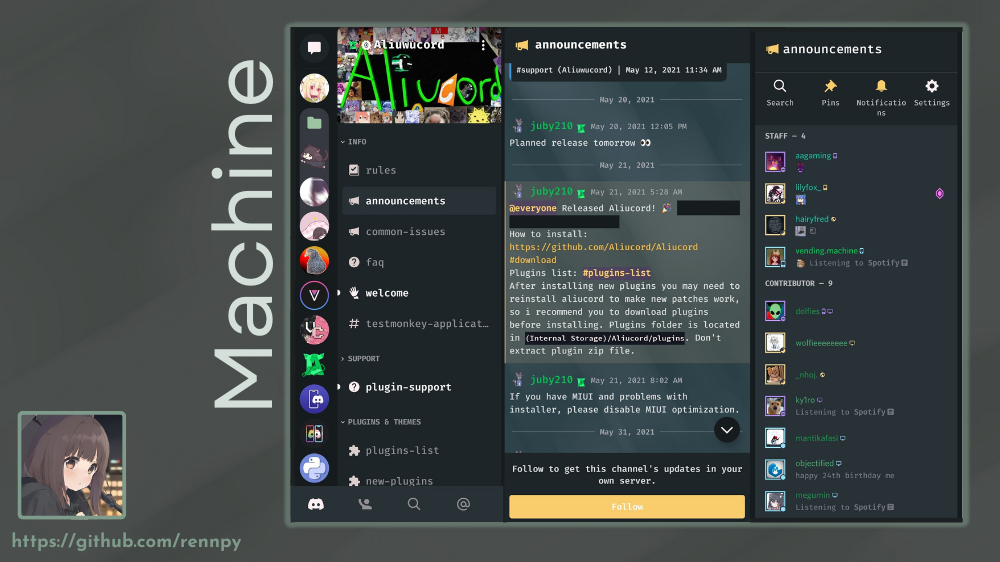 Machine
https://github.com/rennpy
Aliuwucord
Aliucord
INFO
rules
announcements
common-issues
faq
welcome
testmonkey-applicat…
SUPPORT
plugin-support
PLUGINS & THEMES
plugins-list
new-plugins
announcements
#support (Aliuwucord) | May 12, 2021 11:34 AM
May 20, 2021
juby210 May 20, 2021 12:05 PM
Planned release tomorrow 👀
May 21, 2021
juby210 May 21, 2021 5:28 AM
@everyone Released Aliucord! 🎉
How to install:
https://github.com/Aliucord/Aliucord
#download
Plugins list: #plugins-list
After installing new plugins you may need to
reinstall aliucord to make new patches work,
so i recommend you to download plugins
before installing. Plugins folder is located
in (Internal Storage)/Aliucord/plugins. Don't
extract plugin zip file.
juby210 May 21, 2021 8:02 AM
If you have MIUI and problems with
installer, please disable MIUI optimization.
May 31, 2021
Follow to get this channel's updates in your
own server.
Follow
announcements
Search
Pins
Notificatio
ns
Settings
STAFF — 4
aagaming
lilyfox_
hairyfred
vending.machine
Listening to Spotify
CONTRIBUTOR — 9
delfies
wolfieeeeeeee
_nhoj.
ky1ro
Listening to Spotify
mantikafasi
objectified
happy 24th birthday me
megumin
Listening to Spotify